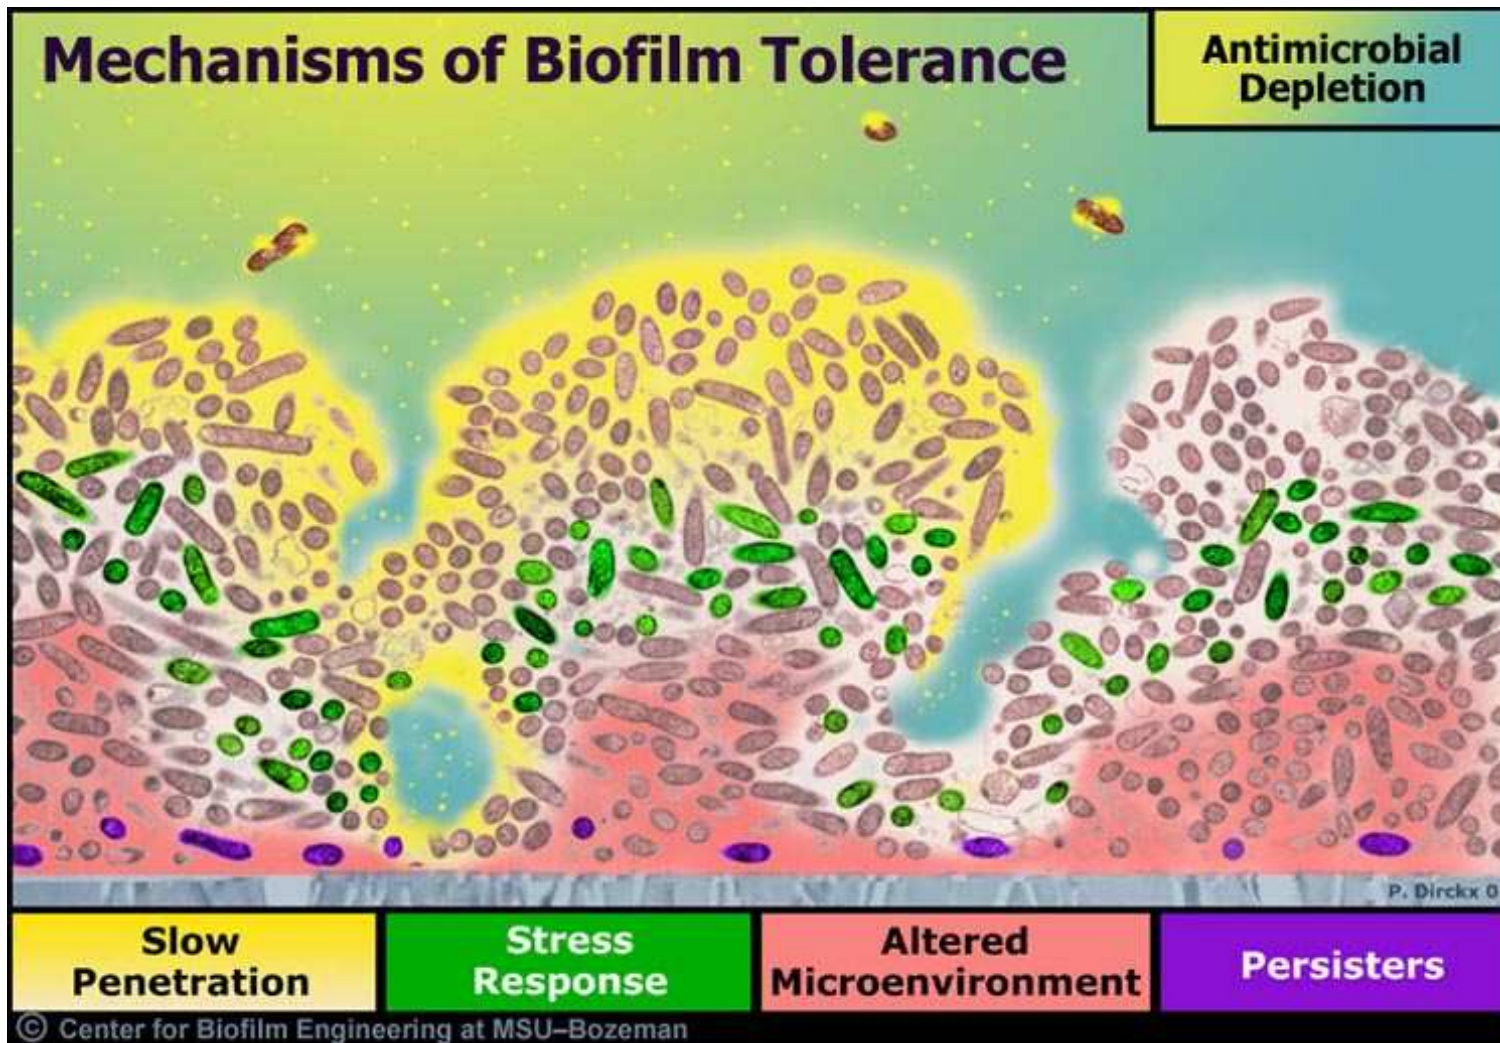 Mechanisms of Biofilm Tolerance
Antimicrobial
Depletion
P. Dirckx 0
Slow
Penetration
Stress
Response
Altered
Microenvironment
Persisters
© Center for Biofilm Engineering at MSU–Bozeman